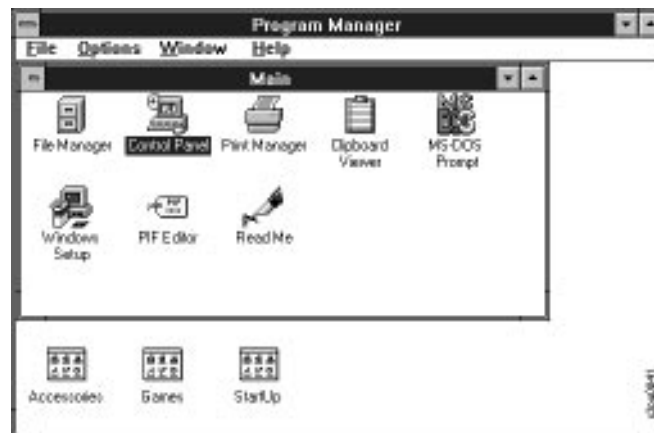 Program Manager
File Options Window Help
Main
File Manager Control Panel Print Manager Clipboard Viewer MS-DOS Prompt
Windows Setup PIF Editor Read Me
Accessories Games StartUp